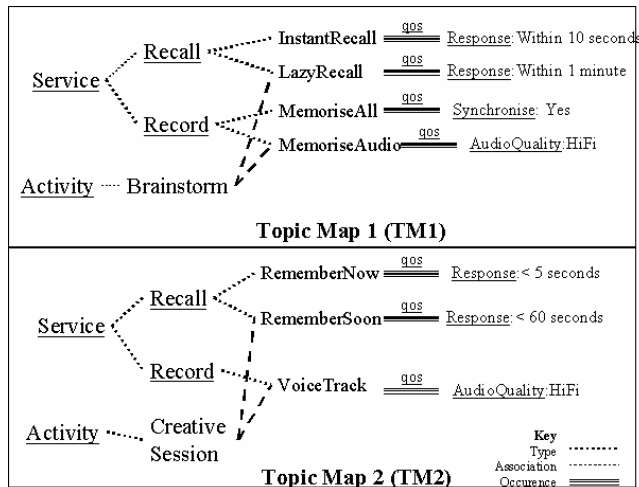 qos
InstantRecall Response: Within 10 seconds
Recall
qos
LazyRecall Response: Within 1 minute
Service
qos
MemoriseAll Synchronise: Yes
Record
qos
MemoriseAudio AudioQuality:HiFi
Activity Brainstorm
Topic Map 1 (TM1)
qos
RememberNow Response: < 5 seconds
Recall
qos
RememberSoon Response: < 60 seconds
Service
Record
qos
VoiceTrack AudioQuality:HiFi
Activity Creative
Session
Key
Type
Association
Occurence
Topic Map 2 (TM2)